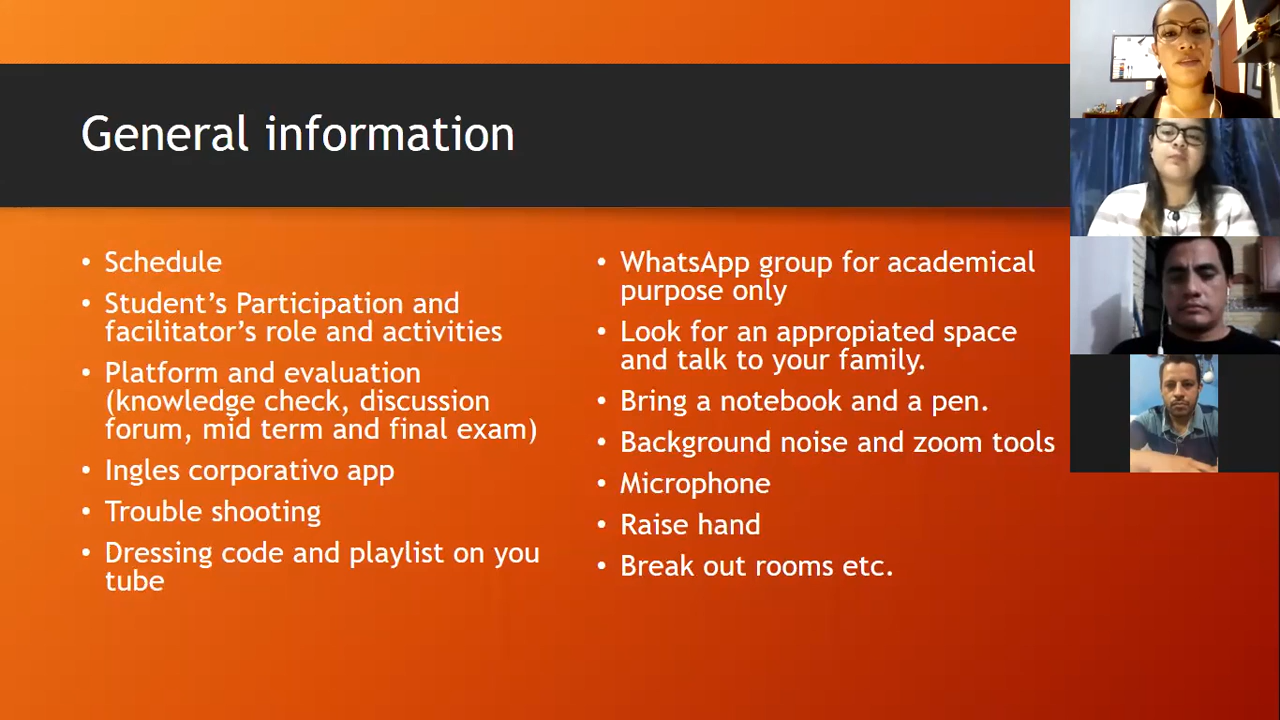 General information
• Schedule
• Student’s Participation and
facilitator’s role and activities
• Platform and evaluation
(knowledge check, discussion
forum, mid term and final exam)
• Ingles corporativo app
• Trouble shooting
• Dressing code and playlist on you
tube
• WhatsApp group for academical
purpose only
• Look for an appropiated space
and talk to your family.
• Bring a notebook and a pen.
• Background noise and zoom tools
• Microphone
• Raise hand
• Break out rooms etc.